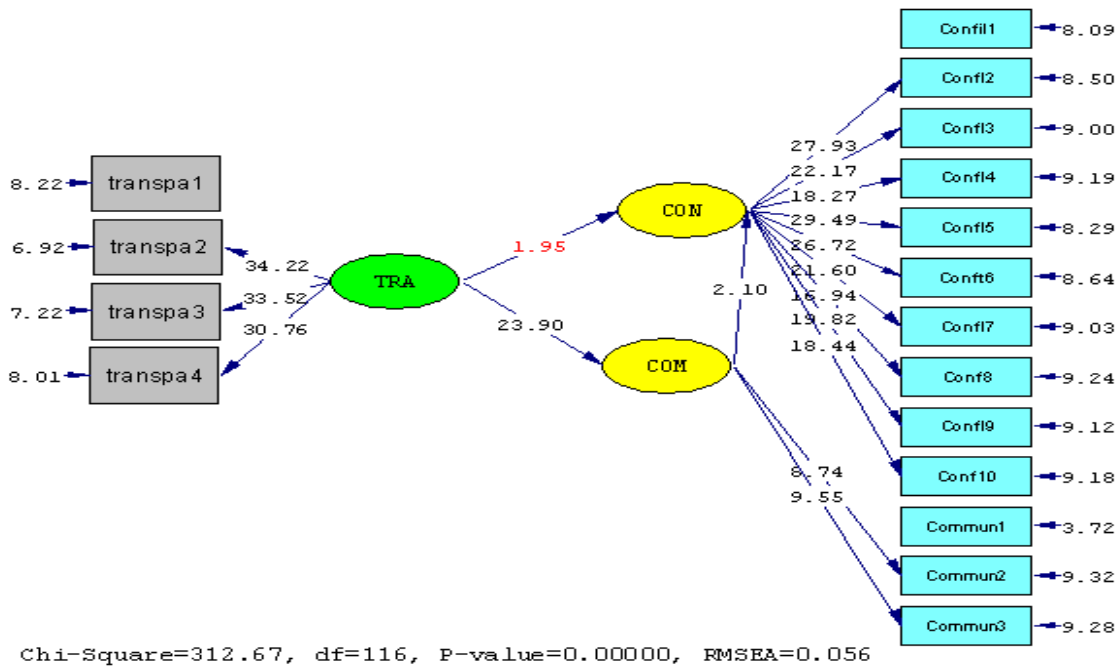 8.22 transpa1
6.92 transpa2
7.22 transpa3
8.01 transpa4
34.22
33.52
30.76
TRA
1.95
23.90
CON
2.10
COM
27.93
22.17
18.27
29.49
26.72
21.60
16.94
19.82
18.44
8.74
9.55
Confil1 8.09
Confl2 8.50
Confl3 9.00
Confl4 9.19
Confl5 8.29
Conft6 8.64
Confl7 9.03
Conf8 9.24
Confl9 9.12
Conf10 9.18
Commun1 3.72
Commun2 9.32
Commun3 9.28
Chi-Square=312.67, df=116, P-value=0.00000, RMSEA=0.056